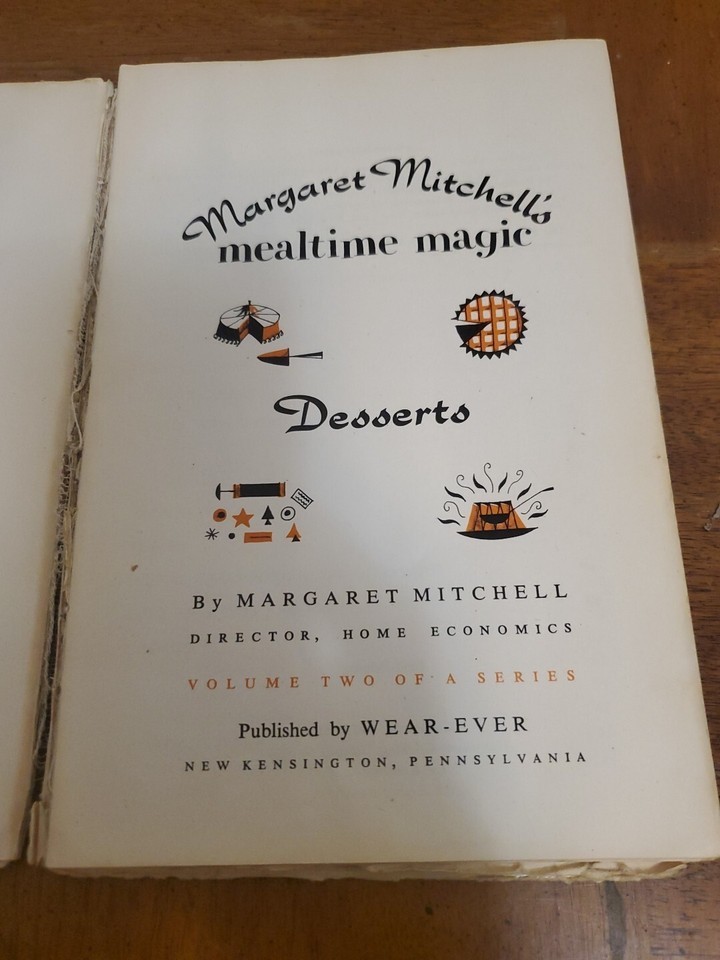 Margaret Mitchell's
mealtime magic
Desserts
By MARGARET MITCHELL
DIRECTOR, HOME ECONOMICS
VOLUME TWO OF A SERIES
Published by WEAR-EVER
NEW KENSINGTON, PENNSYLVANIA